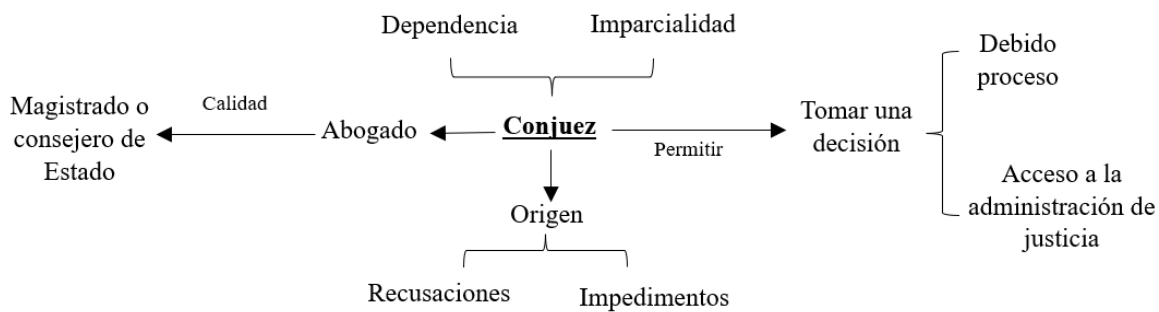 Dependencia
Imparcialidad
Magistrado o
consejero de
Estado
Calidad
Abogado
Conjuez
Permitir
Tomar una
decisión
Debido
proceso
Acceso a la
administración de
justicia
Origen
Recusaciones
Impedimentos